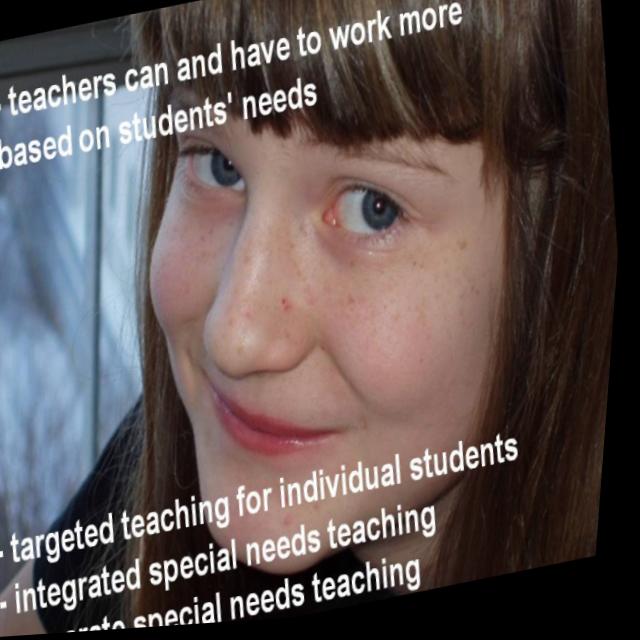 - teachers can and have to work more
based on students' needs
- targeted teaching for individual students
- integrated special needs teaching
special needs teaching